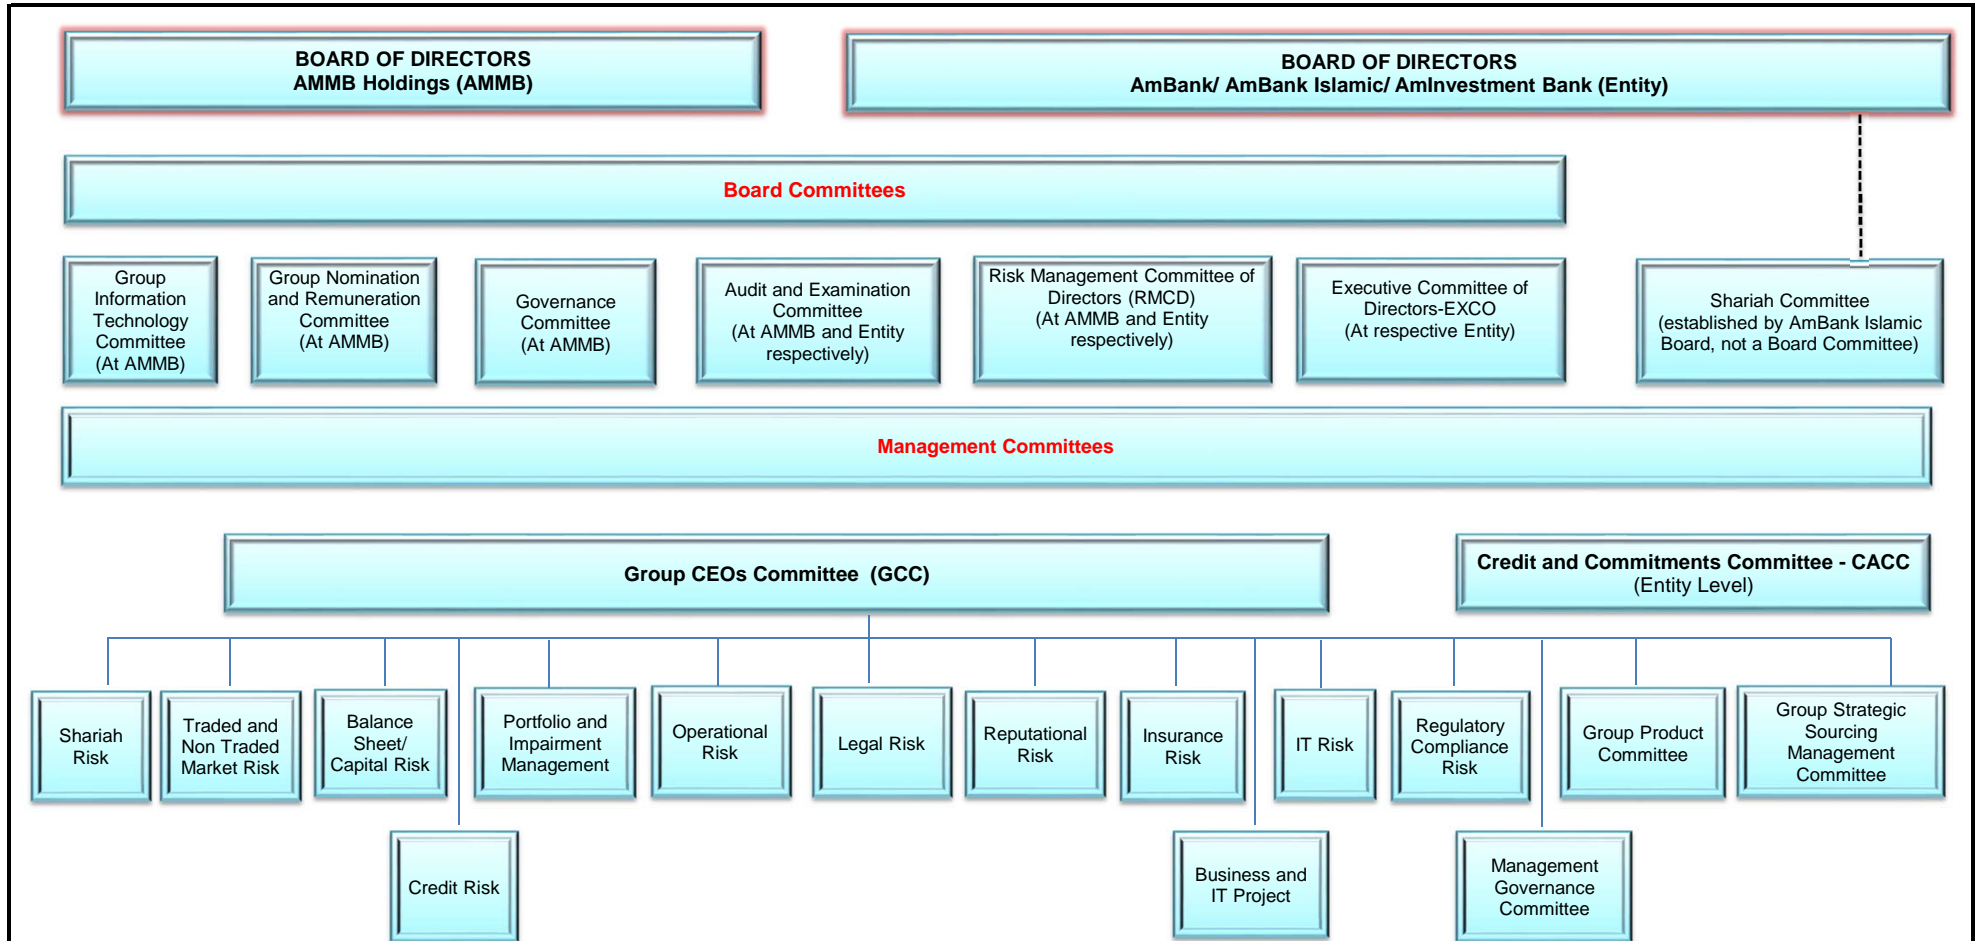 BOARD OF DIRECTORS
AMMB Holdings (AMMB)
BOARD OF DIRECTORS
AmBank/ AmBank Islamic/ AmInvestment Bank (Entity)
Board Committees
Group
Information
Technology
Committee
(At AMMB)
Group Nomination
and Remuneration
Committee
(At AMMB)
Governance
Committee
(At AMMB)
Audit and Examination
Committee
(At AMMB and Entity
respectively)
Risk Management Committee of
Directors (RMCD)
(At AMMB and Entity
respectively)
Executive Committee of
Directors-EXCO
(At respective Entity)
Shariah Committee
(established by AmBank Islamic
Board, not a Board Committee)
Management Committees
Group CEOs Committee (GCC)
Credit and Commitments Committee - CACC
(Entity Level)
Shariah
Risk
Traded and
Non Traded
Market Risk
Balance
Sheet/
Capital Risk
Portfolio and
Impairment
Management
Operational
Risk
Legal Risk
Reputational
Risk
Insurance
Risk
IT Risk
Regulatory
Compliance
Risk
Group Product
Committee
Group Strategic
Sourcing
Management
Committee
Credit Risk
Business and
IT Project
Management
Governance
Committee